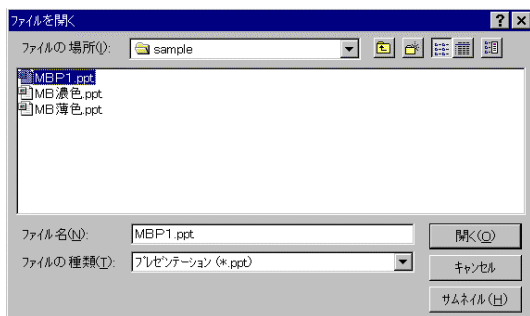 ファイルを開く
ファイルの場所(I): sample
MBP1.ppt
MB濃色.ppt
MB薄色.ppt
ファイル名(N): MBP1.ppt 開く(O)
ファイルの種類(T): プレゼンテーション (*.ppt) キャンセル
サムネイル(H)